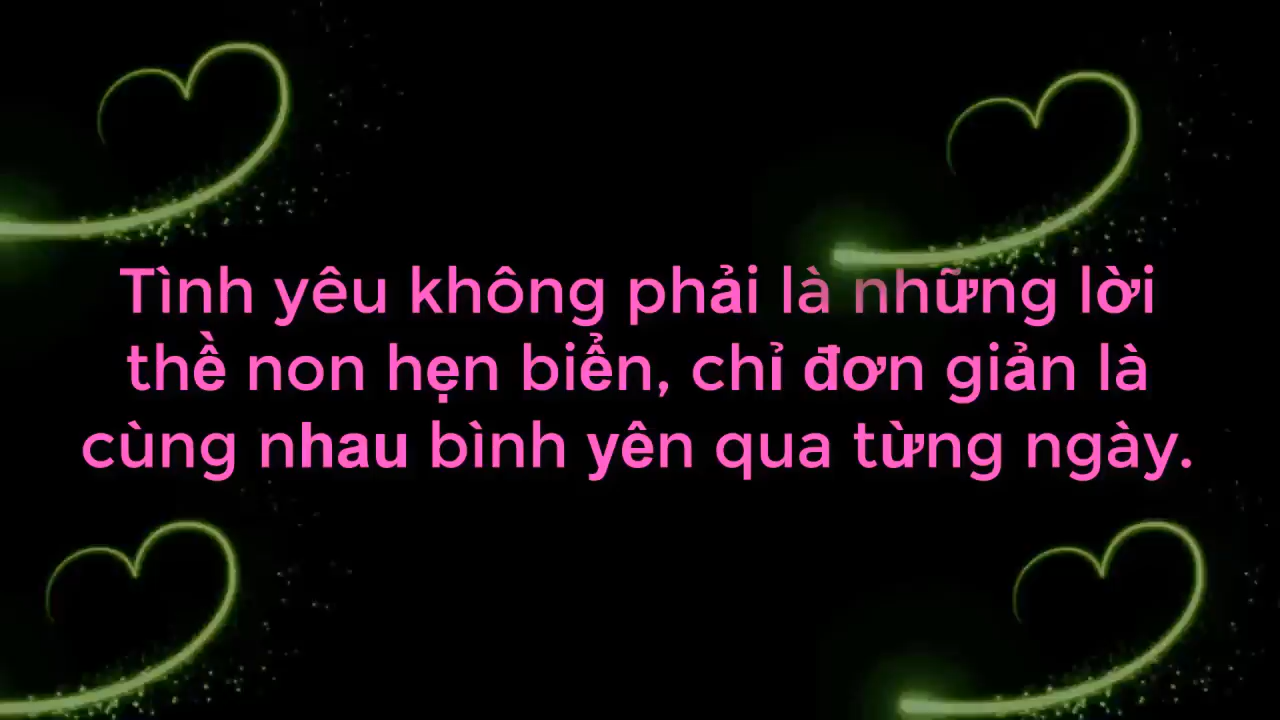 Tình yêu không phải là những lời
thề non hẹn biển, chỉ đơn giản là
cùng nhau bình yên qua từng ngày.